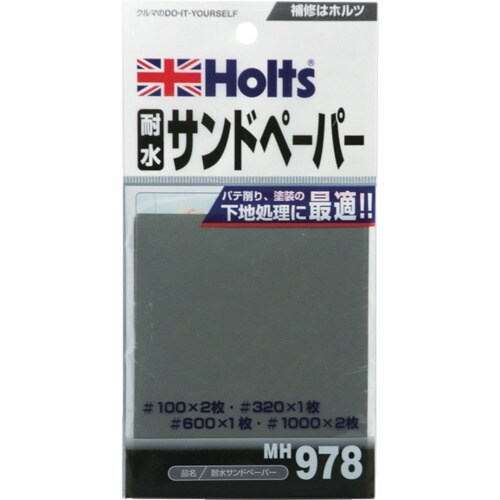 クルマのDO-IT-YOURSELF
補修はホルツ
Holts®
耐水
サンドペーパー
パテ削り、塗装の
下地処理に最適!!
#100×2枚・#320×1枚
#600×1枚・#1000×2枚
MH 978
品名 / 耐水サンドペーパー